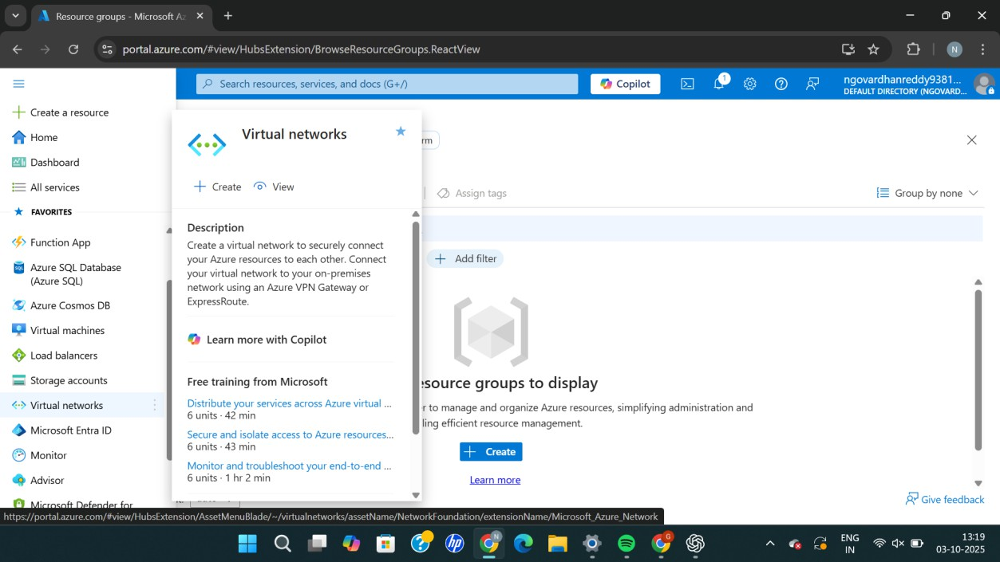 Resource groups - Microsoft Az
portal.azure.com/#view/HubsExtension/BrowseResourceGroups.ReactView
N
Search resources, services, and docs (G+/)
Copilot
1
ngovardhanreddy9381...
DEFAULT DIRECTORY (NGOVARD...
Create a resource
Home
Dashboard
All services
FAVORITES
Function App
Azure SQL Database
(Azure SQL)
Azure Cosmos DB
Virtual machines
Load balancers
Storage accounts
Virtual networks
Microsoft Entra ID
Monitor
Advisor
Microsoft Defender for
Virtual networks
Create
View
Description
Create a virtual network to securely connect
your Azure resources to each other. Connect
your virtual network to your on-premises
network using an Azure VPN Gateway or
ExpressRoute.
Learn more with Copilot
Free training from Microsoft
Distribute your services across Azure virtual ...
6 units · 42 min
Secure and isolate access to Azure resources...
6 units · 43 min
Monitor and troubleshoot your end-to-end ...
6 units · 1 hr 2 min
rm
Assign tags
Group by none
Add filter
esource groups to display
r to manage and organize Azure resources, simplifying administration and
ling efficient resource management.
Create
Learn more
Give feedback
https://portal.azure.com/#view/HubsExtension/AssetMenuBlade/~/virtualnetworks/assetName/NetworkFoundation/extensionName/Microsoft_Azure_Network
hp
N
G
ENG
IN
13:19
03-10-2025